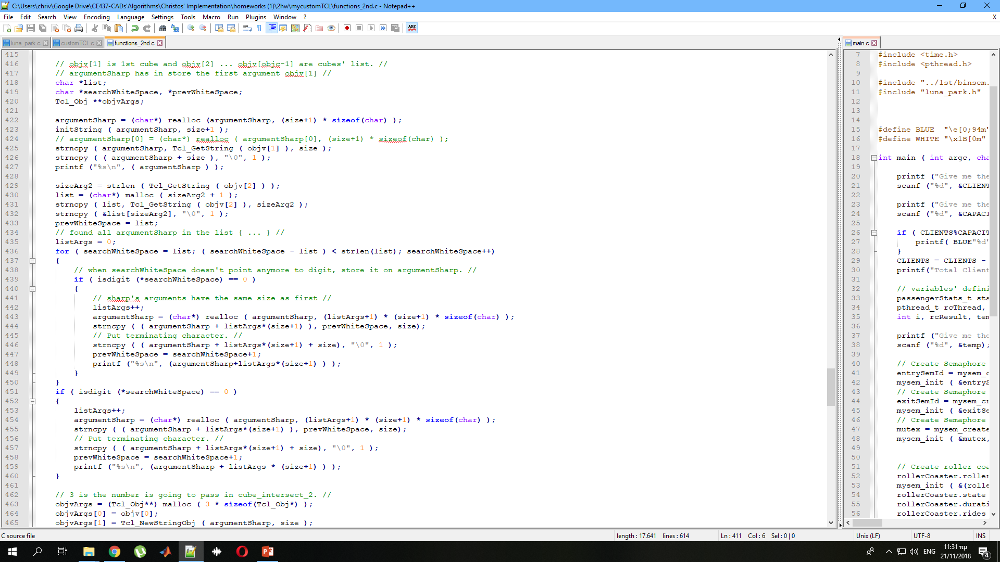 C:\Users\chriv\Google Drive\CE437-CADs'Algorithms\Christos' Implementation\homeworks (1)\2hw\mycustomTCL\functions_2nd.c - Notepad++
File Edit Search View Encoding Language Settings Tools Macro Run Plugins Window ? X
luna_park.c customTCL.c functions_2nd.c
415
416 // objv[1] is 1st cube and objv[2] ... objv[objc-1] are cubes' list. //
417 // argumentSharp has in store the first argument objv[1] //
418 char *list;
419 char *searchWhiteSpace, *prevWhiteSpace;
420 Tcl_Obj **objvArgs;
421
422 argumentSharp = (char*) realloc (argumentSharp, (size+1) * sizeof(char) );
423 initString ( argumentSharp, size+1 );
424 // argumentSharp[0] = (char*) realloc ( argumentSharp[0], (size+1) * sizeof(char) );
425 strncpy ( argumentSharp, Tcl_GetString ( objv[1] ), size );
426 strncpy ( ( argumentSharp + size ), "\0", 1 );
427 printf ("%s\n", ( argumentSharp ) );
428
429 sizeArg2 = strlen ( Tcl_GetString ( objv[2] ) );
430 list = (char*) malloc ( sizeArg2 + 1 );
431 strncpy ( list, Tcl_GetString ( objv[2] ), sizeArg2 );
432 strncpy ( &list[sizeArg2], "\0", 1 );
433 prevWhiteSpace = list;
434 // found all argumentSharp in the list { ... } //
435 listArgs = 0;
436 for ( searchWhiteSpace = list; ( searchWhiteSpace - list ) < strlen(list); searchWhiteSpace++)
437 {
438 // when searchWhiteSpace doesn't point anymore to digit, store it on argumentSharp. //
439 if ( isdigit (*searchWhiteSpace) == 0 )
440 {
441 // sharp's arguments have the same size as first //
442 listArgs++;
443 argumentSharp = (char*) realloc ( argumentSharp, (listArgs+1) * (size+1) * sizeof(char) );
444 strncpy ( ( argumentSharp + listArgs*(size+1) ), prevWhiteSpace, size);
445 // Put terminating character. //
446 strncpy ( ( argumentSharp + listArgs*(size+1) + size), "\0", 1 );
447 prevWhiteSpace = searchWhiteSpace+1;
448 printf ("%s\n", (argumentSharp+listArgs*(size+1) ) );
449 }
450 }
451 if ( isdigit (*searchWhiteSpace) == 0 )
452 {
453 listArgs++;
454 argumentSharp = (char*) realloc ( argumentSharp, (listArgs+1) * (size+1) * sizeof(char) );
455 strncpy ( ( argumentSharp + listArgs*(size+1) ), prevWhiteSpace, size);
456 // Put terminating character. //
457 strncpy ( ( argumentSharp + listArgs*(size+1) + size), "\0", 1 );
458 prevWhiteSpace = searchWhiteSpace+1;
459 printf ("%s\n", (argumentSharp + listArgs * (size+1) ) );
460 }
461
462 // 3 is the number is going to pass in cube_intersect_2. //
463 objvArgs = (Tcl_Obj**) malloc ( 3 * sizeof(Tcl_Obj*) );
464 objvArgs[0] = objv[0];
465 objvArgs[1] = Tcl_NewStringObj ( argumentSharp, size );
main.c
7 #include <time.h>
8 #include <pthread.h>
9
10 #include "../1st/binsem.
11 #include "luna_park.h"
12
13
14
15 #define BLUE "\e[0;94m"
16 #define WHITE "\x1B[0m"
17
18 int main ( int argc, cha
19
20 printf ("Give me the
21 scanf ("%d", &CLIENT
22
23 printf ("Give me the
24 scanf ("%d", &CAPACI
25
26 if ( CLIENTS%CAPACIT
27 printf( BLUE"%d"
28 }
29 CLIENTS = CLIENTS -
30 printf("Total Client
31
32 // variables' defini
33 passengerStats_t sta
34 pthread_t rcThread,
35 int i, rcResult, tem
36
37 printf ("Give me the
38 scanf ("%d", &temp);
39
40 // Create Semaphore
41 entrySemId = mysem_c
42 mysem_init ( &entryS
43 // Create Semaphore
44 exitSemId = mysem_cr
45 mysem_init ( &exitSe
46 // Create Semaphore
47 mutex = mysem_create
48 mysem_init ( &mutex,
49
50
51 // Create roller coa
52 rollerCoaster.roller
53 mysem_init ( &(rolle
54 rollerCoaster.state
55 rollerCoaster.durati
56 rollerCoaster.rides
C source file length : 17.641 lines : 614 Ln : 411 Col : 6 Sel : 0 | 0 Unix (LF) UTF-8 INS
ENG 11:31 πμ
21/11/2018 4